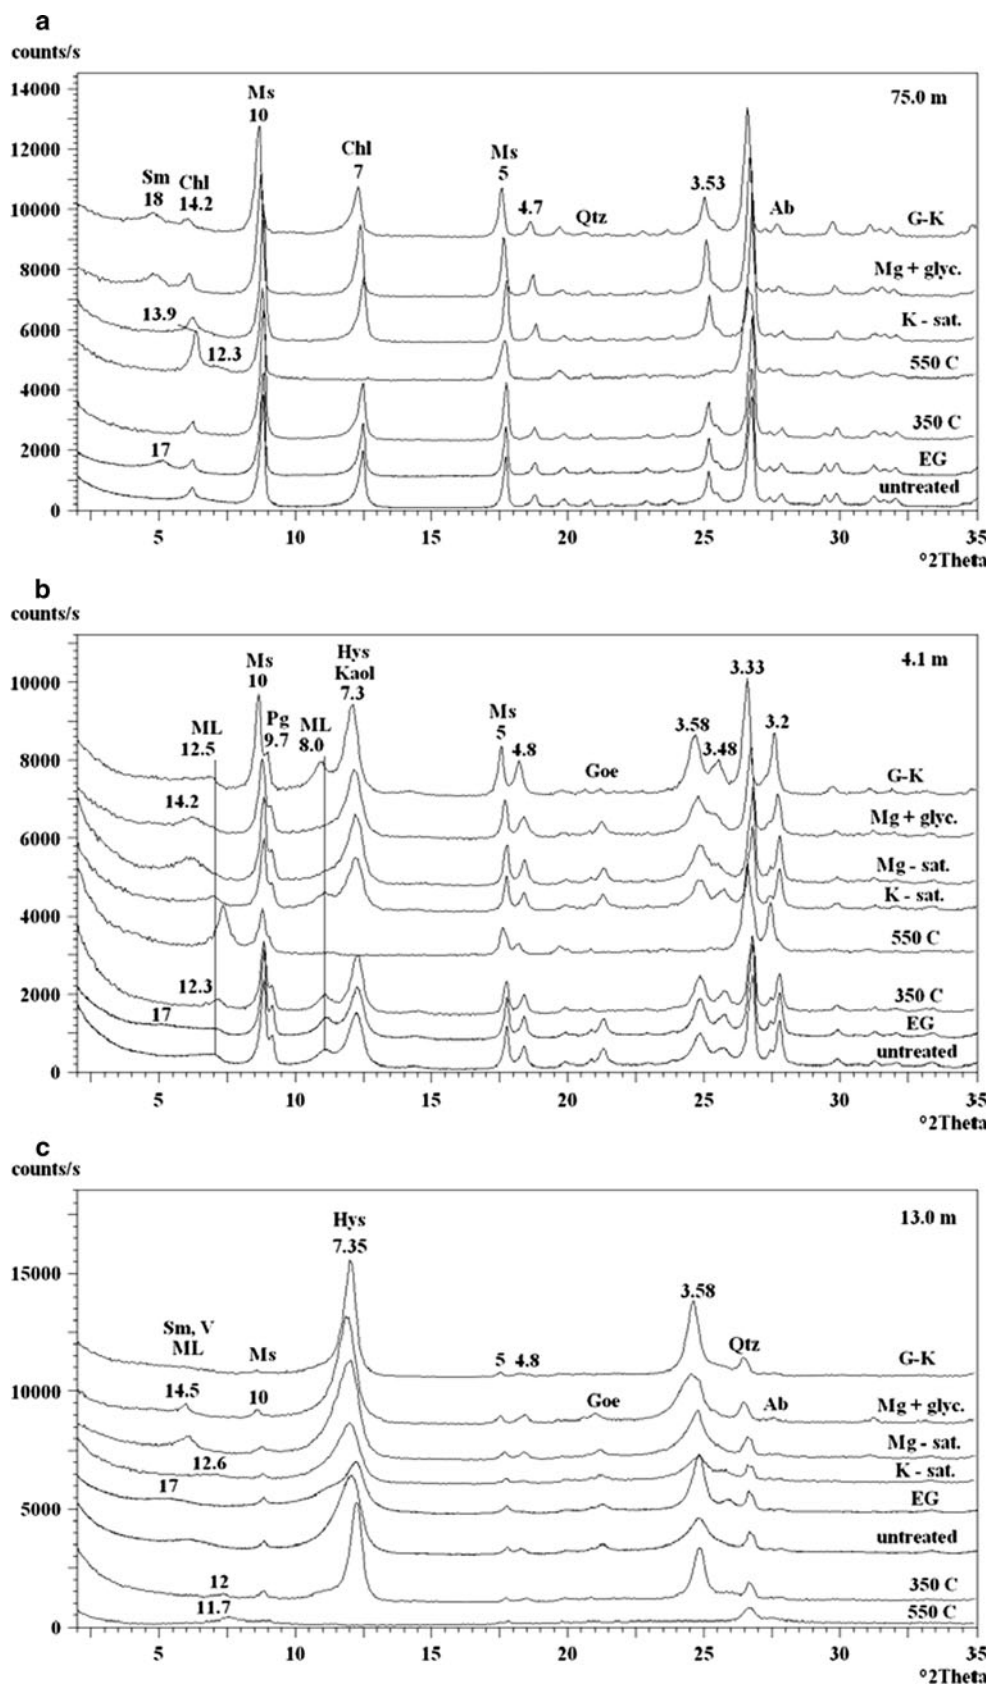 a
counts/s
14000
12000
10000
8000
6000
4000
2000
0
75.0 m
Ms
10
Sm
18
Chl
14.2
Chl
7
Ms
5
4.7
Qtz
3.53
Ab
G-K
Mg + glyc.
13.9
K - sat.
12.3
550 C
350 C
17
EG
untreated
5 10 15 20 25 30 35
°2Theta
b
counts/s
10000
8000
6000
4000
2000
0
4.1 m
Ms
10
Pg
9.7
ML
12.5
ML
8.0
Hys
Kaol
7.3
Ms
5
4.8
Goe
3.58
3.48
3.33
3.2
G-K
14.2
Mg + glyc.
Mg - sat.
K - sat.
550 C
12.3
350 C
17
EG
untreated
5 10 15 20 25 30 35
°2Theta
c
counts/s
15000
10000
5000
0
13.0 m
Hys
7.35
Sm, V
ML
14.5
Ms
10
5
4.8
Goe
3.58
Qtz
Ab
G-K
Mg + glyc.
Mg - sat.
12.6
K - sat.
17
EG
untreated
12
350 C
11.7
550 C
5 10 15 20 25 30 35
°2Theta